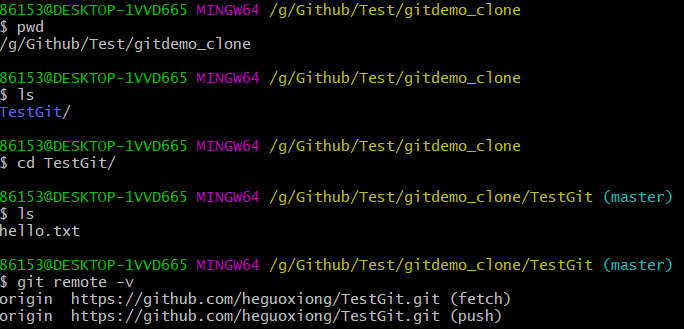 86153@DESKTOP-1VVD665 MINGW64 /g/Github/Test/gitdemo_clone
$ pwd
/g/Github/Test/gitdemo_clone
86153@DESKTOP-1VVD665 MINGW64 /g/Github/Test/gitdemo_clone
$ ls
TestGit/
86153@DESKTOP-1VVD665 MINGW64 /g/Github/Test/gitdemo_clone
$ cd TestGit/
86153@DESKTOP-1VVD665 MINGW64 /g/Github/Test/gitdemo_clone/TestGit (master)
$ ls
hello.txt
86153@DESKTOP-1VVD665 MINGW64 /g/Github/Test/gitdemo_clone/TestGit (master)
$ git remote -v
origin  https://github.com/heguoxiong/TestGit.git (fetch)
origin  https://github.com/heguoxiong/TestGit.git (push)